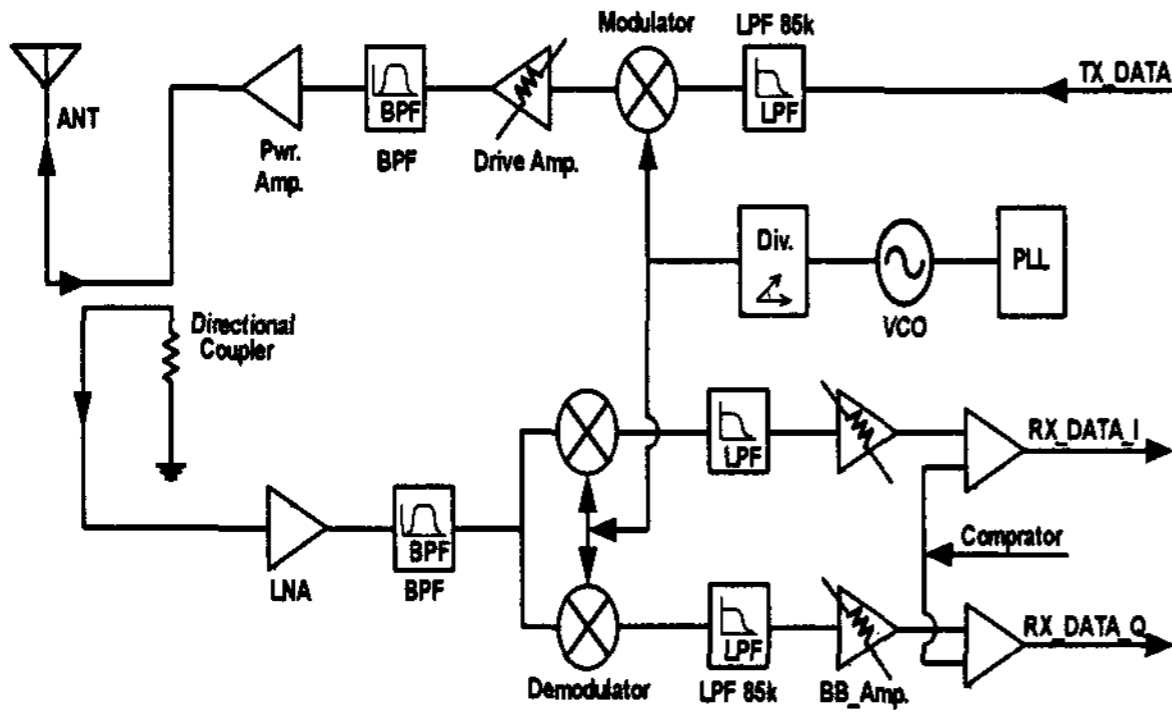 Modulator
LPF 85k
TX_DATA
LPF
BPF
ANT
Pwr.
Amp.
BPF
Drive Amp.
Div.
PLL
VCO
Directional
Coupler
LPF
RX_DATA_I
BPF
Comprator
LNA
BPF
LPF
RX_DATA_Q
Demodulator
LPF 85k
BB_Amp.